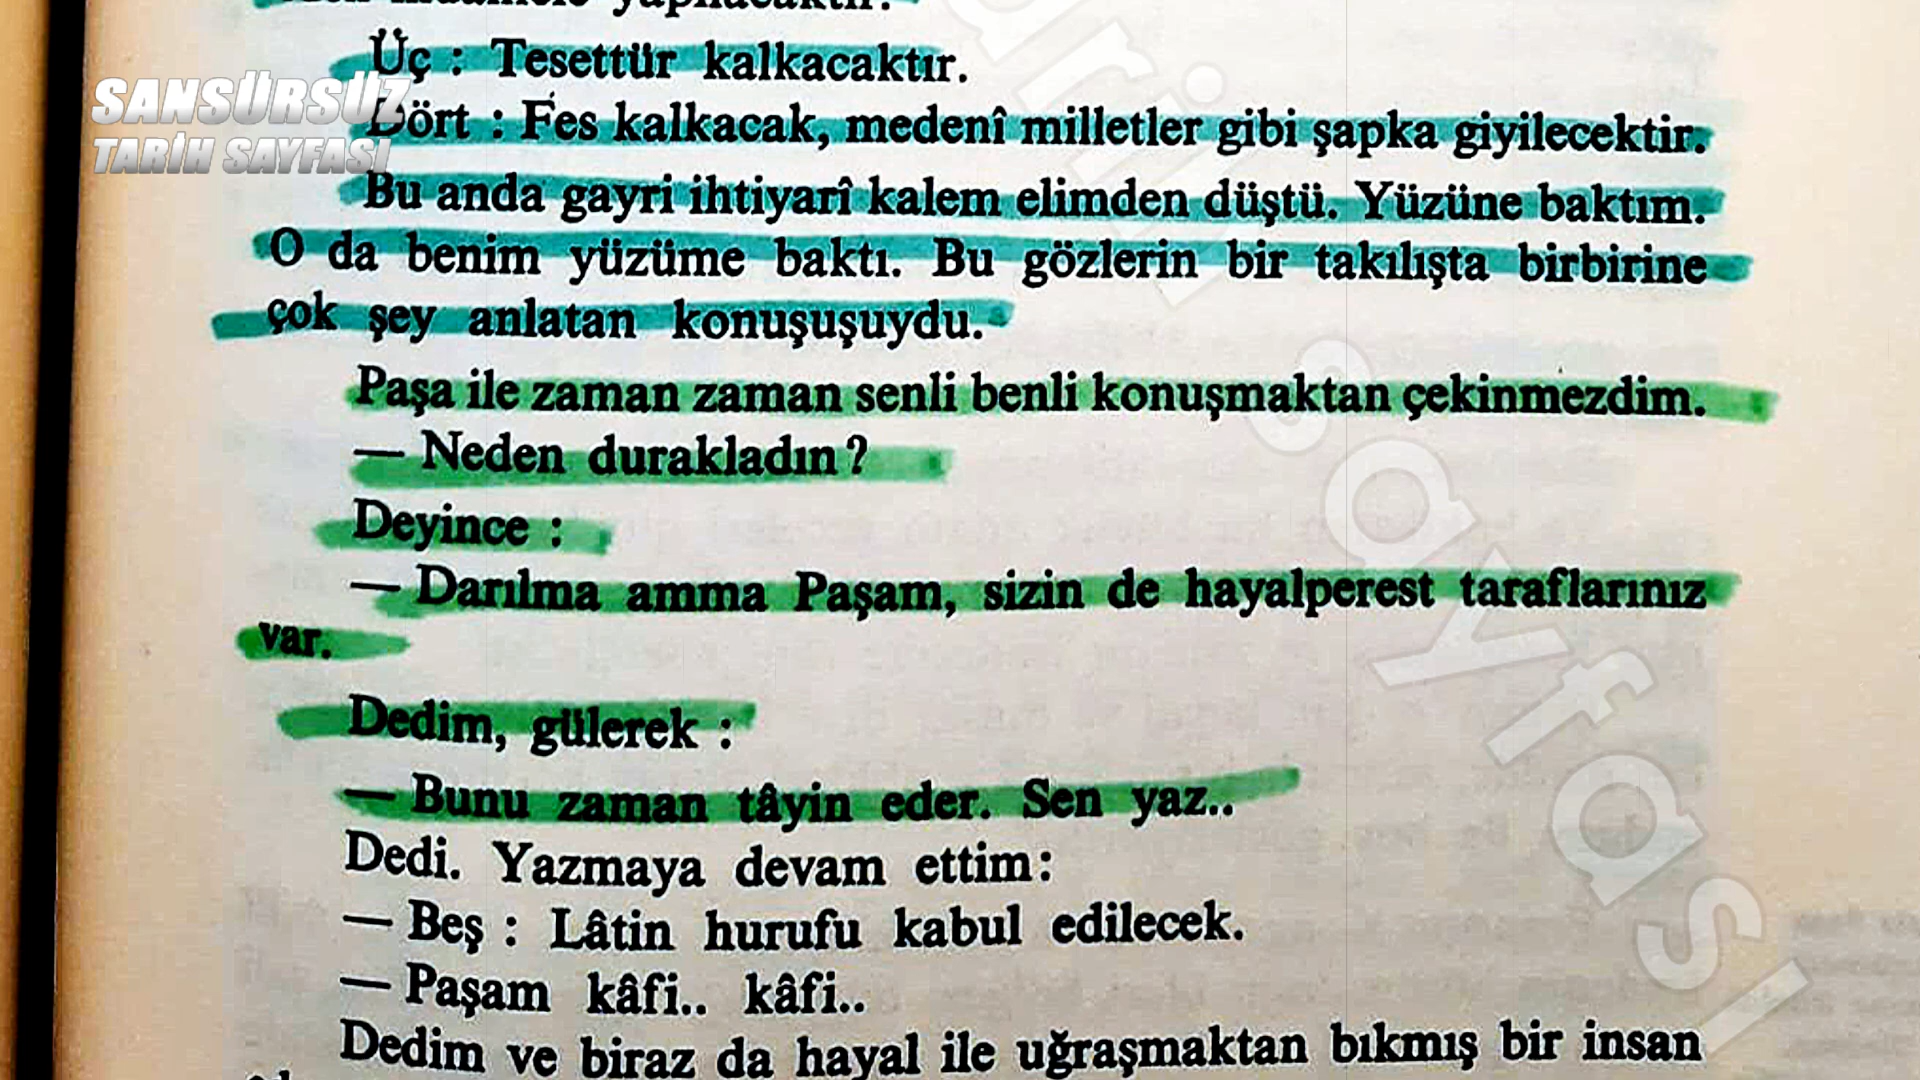 muamele yapılacaktır.
Üç : Tesettür kalkacaktır.
SANSÜRSÜZ
TARİH SAYFASI
Dört : Fes kalkacak, medenî milletler gibi şapka giyilecektir.
Bu anda gayri ihtiyarî kalem elimden düştü. Yüzüne baktım.
O da benim yüzüme baktı. Bu gözlerin bir takılışta birbirine
çok şey anlatan konuşuşuydu.
Paşa ile zaman zaman senli benli konuşmaktan çekinmezdim.
— Neden durakladın?
Deyince :
— Darılma amma Paşam, sizin de hayalperest taraflarınız
var.
Dedim, gülerek :
— Bunu zaman tâyin eder. Sen yaz..
Dedi. Yazmaya devam ettim:
— Beş : Lâtin hurufu kabul edilecek.
— Paşam kâfi.. kâfi..
Dedim ve biraz da hayal ile uğraşmaktan bıkmış bir insan
sayfası